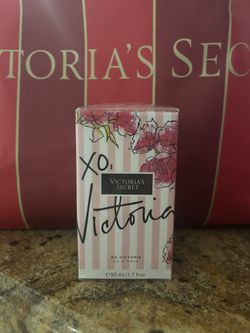 TORIA'S SEC
XO,
VICTORIA'S
SECRET
Victoria
XO, VICTORIA
EAU DE PARFUM
50 mL/1.7 fl oz